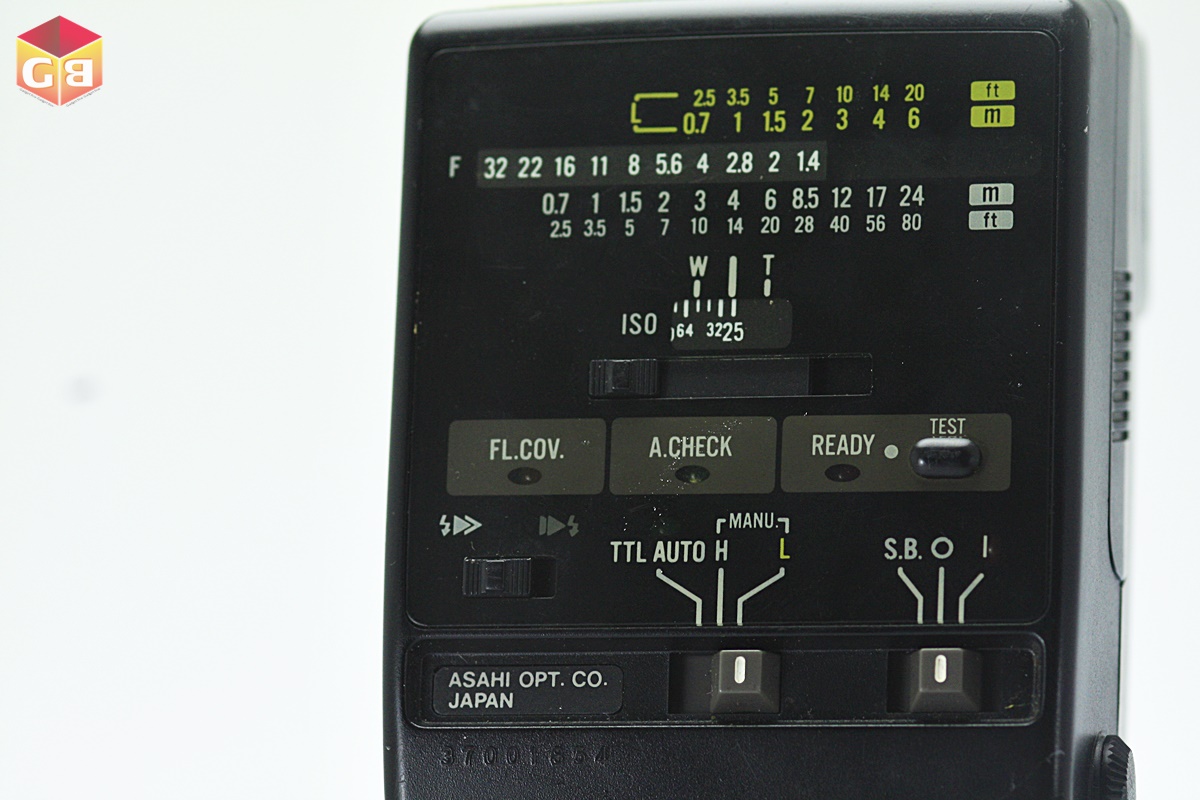 GB
2.5 3.5 5 7 10 14 20 ft
0.7 1 1.5 2 3 4 6 m
F 32 22 16 11 8 5.6 4 2.8 2 1.4
0.7 1 1.5 2 3 4 6 8.5 12 17 24 m
2.5 3.5 5 7 10 14 20 28 40 56 80 ft
W T
ISO 64 32 25
FL.COV. A.CHECK READY TEST
MANU.
TTL AUTO H L S.B. O I
ASAHI OPT. CO.
JAPAN